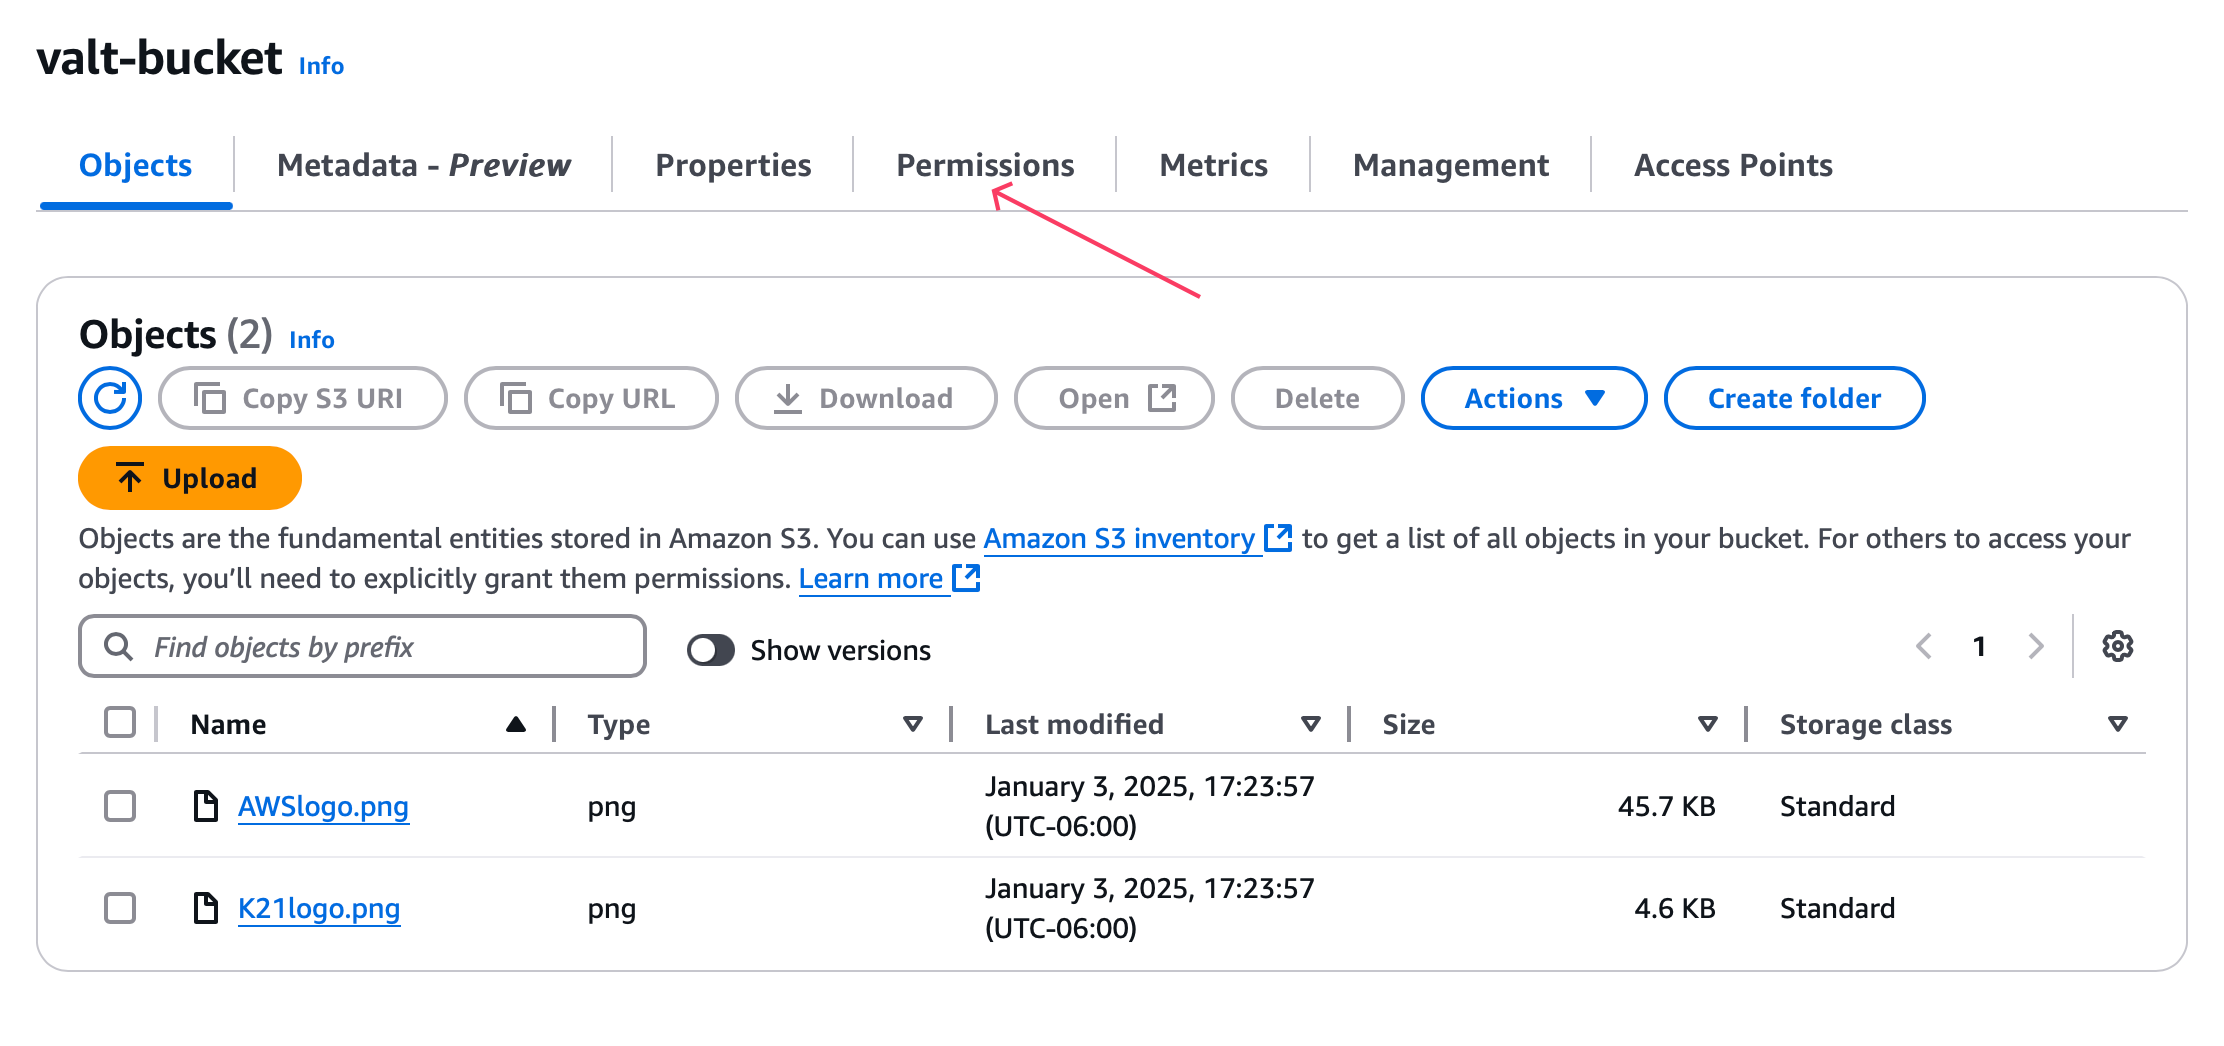 valt-bucket Info
Objects Metadata - Preview Properties Permissions Metrics Management Access Points
Objects (2) Info
Copy S3 URI Copy URL Download Open Delete Actions Create folder
Upload
Objects are the fundamental entities stored in Amazon S3. You can use Amazon S3 inventory to get a list of all objects in your bucket. For others to access your
objects, you’ll need to explicitly grant them permissions. Learn more
Find objects by prefix Show versions 1
Name Type Last modified Size Storage class
AWSlogo.png png January 3, 2025, 17:23:57 (UTC-06:00) 45.7 KB Standard
K21logo.png png January 3, 2025, 17:23:57 (UTC-06:00) 4.6 KB Standard